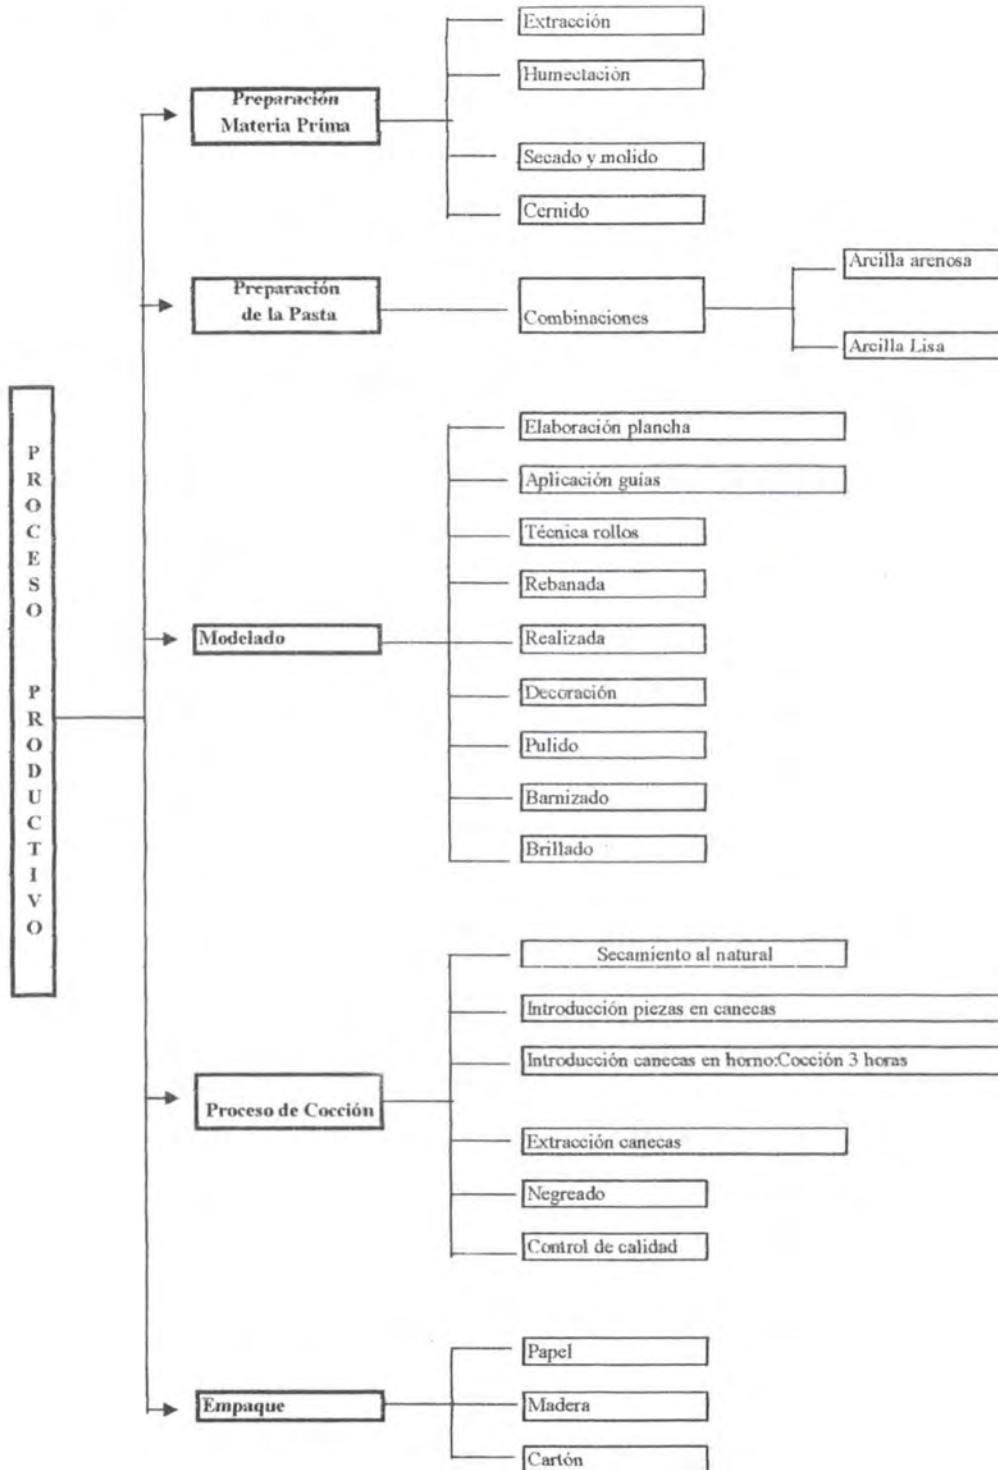 PROCESO PRODUCTIVO
Preparación
Materia Prima
Extracción
Humectación
Secado y molido
Cernido
Preparación
de la Pasta
Combinaciones
Arcilla arenosa
Arcilla Lisa
Modelado
Elaboración plancha
Aplicación guías
Técnica rollos
Rebanada
Realizada
Decoración
Pulido
Barnizado
Brillado
Proceso de Cocción
Secamiento al natural
Introducción piezas en canecas
Introducción canecas en horno:Cocción 3 horas
Extracción canecas
Negreado
Control de calidad
Empaque
Papel
Madera
Cartón